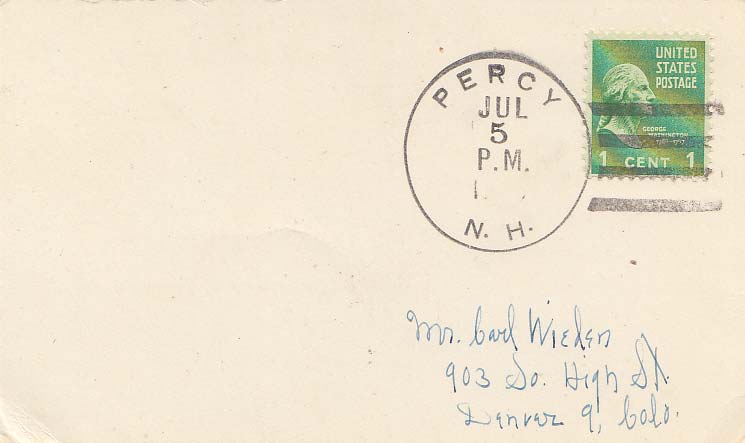 PERCY
JUL
5
P.M.
N. H.
UNITED
STATES
POSTAGE
GEORGE
WASHINGTON
1 CENT 1
Mr. Carl Wieden
903 So. High St.
Denver 9, Colo.